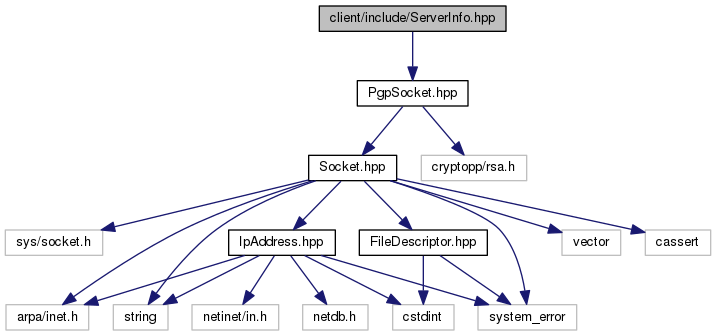 client/include/ServerInfo.hpp
PgpSocket.hpp
Socket.hpp
cryptopp/rsa.h
sys/socket.h
IpAddress.hpp
FileDescriptor.hpp
vector
cassert
arpa/inet.h
string
netinet/in.h
netdb.h
cstdint
system_error